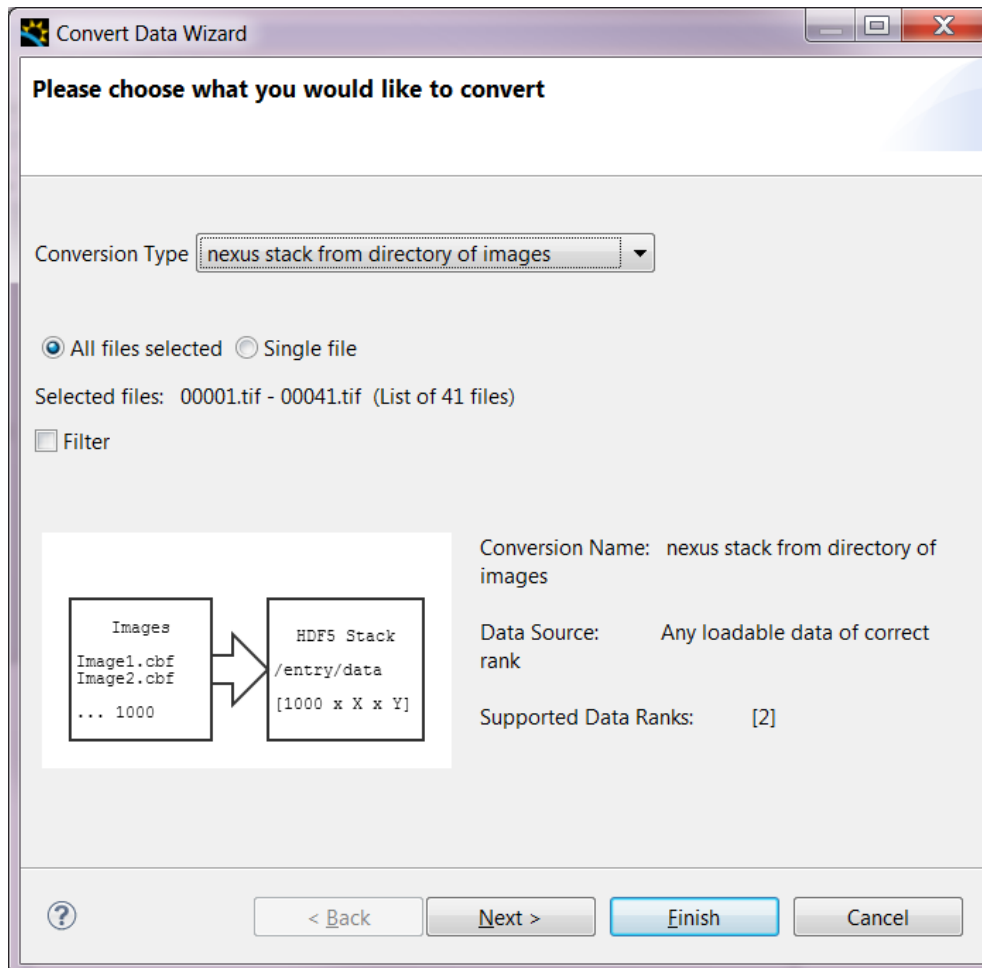 Convert Data Wizard
Please choose what you would like to convert
Conversion Type nexus stack from directory of images
All files selected Single file
Selected files: 00001.tif - 00041.tif (List of 41 files)
Filter
Images
Image1.cbf
Image2.cbf
... 1000
HDF5 Stack
/entry/data
[1000 x X x Y]
Conversion Name: nexus stack from directory of
images
Data Source: Any loadable data of correct
rank
Supported Data Ranks: [2]
? < Back Next > Finish Cancel